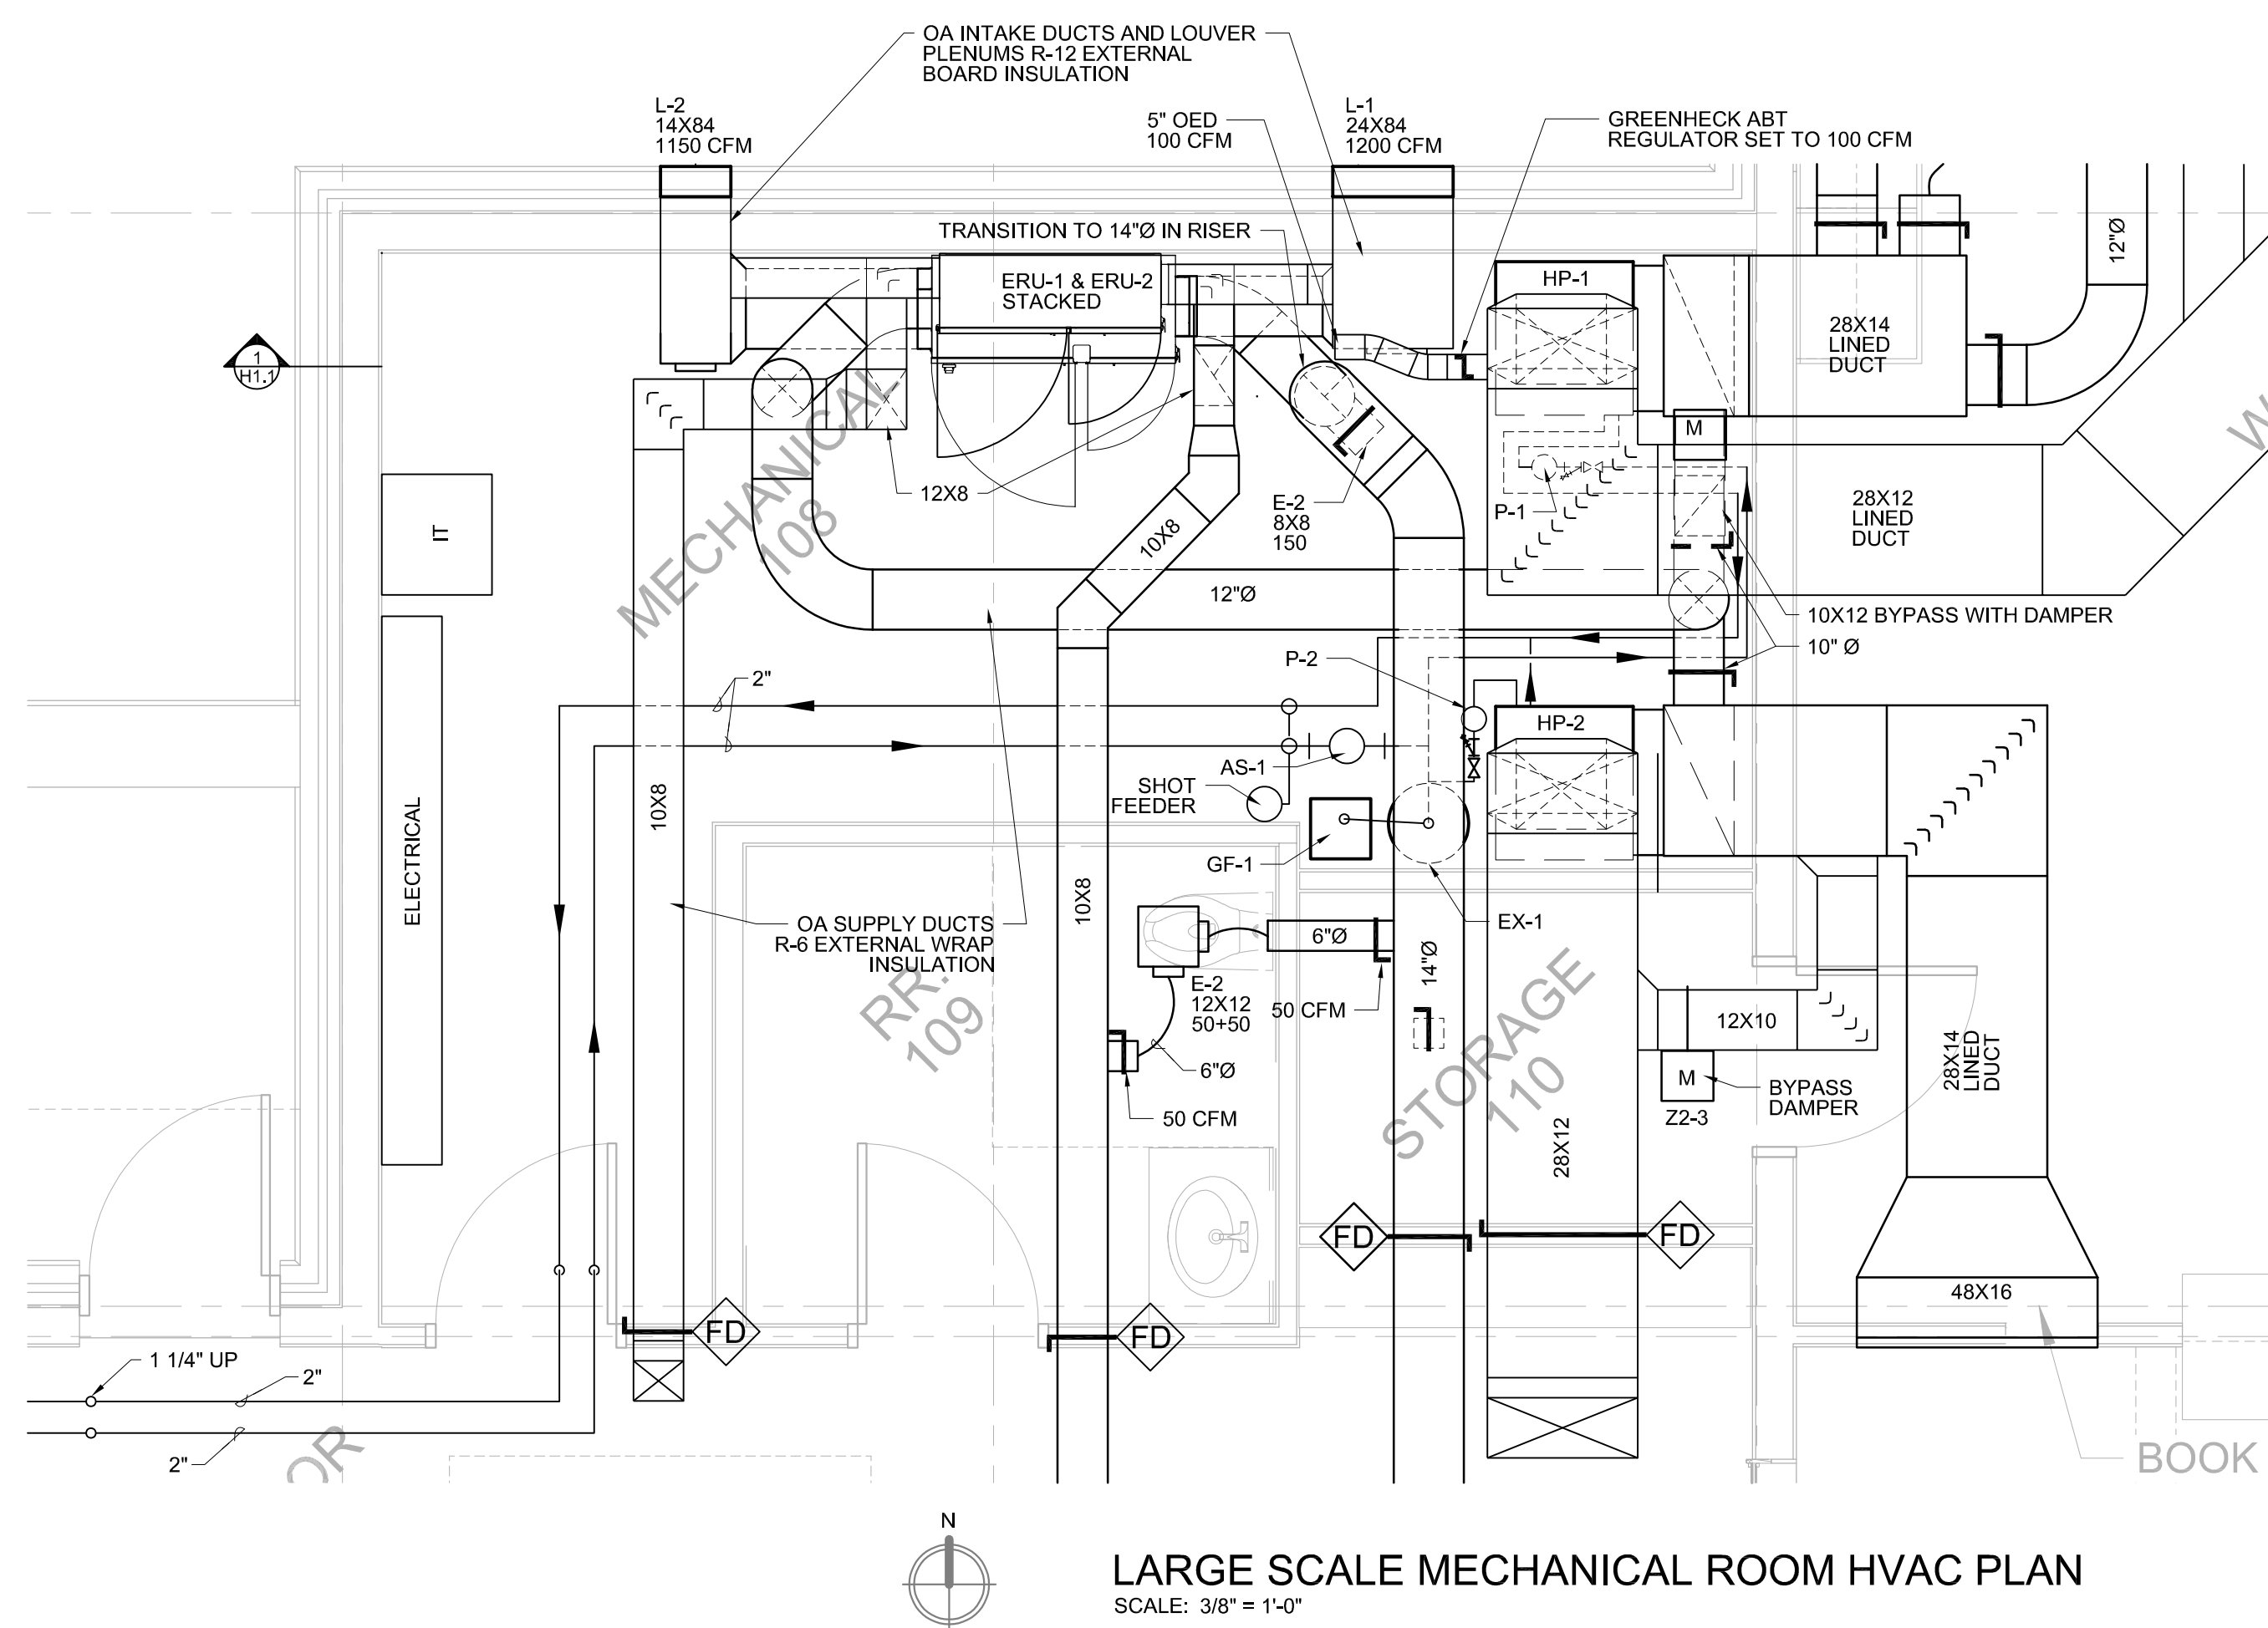 OA INTAKE DUCTS AND LOUVER
PLENUMS R-12 EXTERNAL
BOARD INSULATION
L-2
14X84
1150 CFM
5" OED
100 CFM
L-1
24X84
1200 CFM
GREENHECK ABT
REGULATOR SET TO 100 CFM
TRANSITION TO 14"Ø IN RISER
ERU-1 & ERU-2
STACKED
HP-1
28X14
LINED
DUCT
12"Ø
1
H1.1
MECHANICAL
108
12X8
IT
10X8
E-2
8X8
150
P-1
M
28X12
LINED
DUCT
12"Ø
10X12 BYPASS WITH DAMPER
10" Ø
P-2
2"
HP-2
AS-1
SHOT
FEEDER
GF-1
ELECTRICAL
10X8
10X8
OA SUPPLY DUCTS
R-6 EXTERNAL WRAP
INSULATION
EX-1
6"Ø
14"Ø
RR.
109
E-2
12X12
50+50
50 CFM
6"Ø
50 CFM
STORAGE
110
12X10
M
Z2-3
BYPASS
DAMPER
28X14
LINED
DUCT
28X12
FD
FD
FD
FD
48X16
1 1/4" UP
2"
2"
OR
BOOK
N
LARGE SCALE MECHANICAL ROOM HVAC PLAN
SCALE: 3/8" = 1'-0"